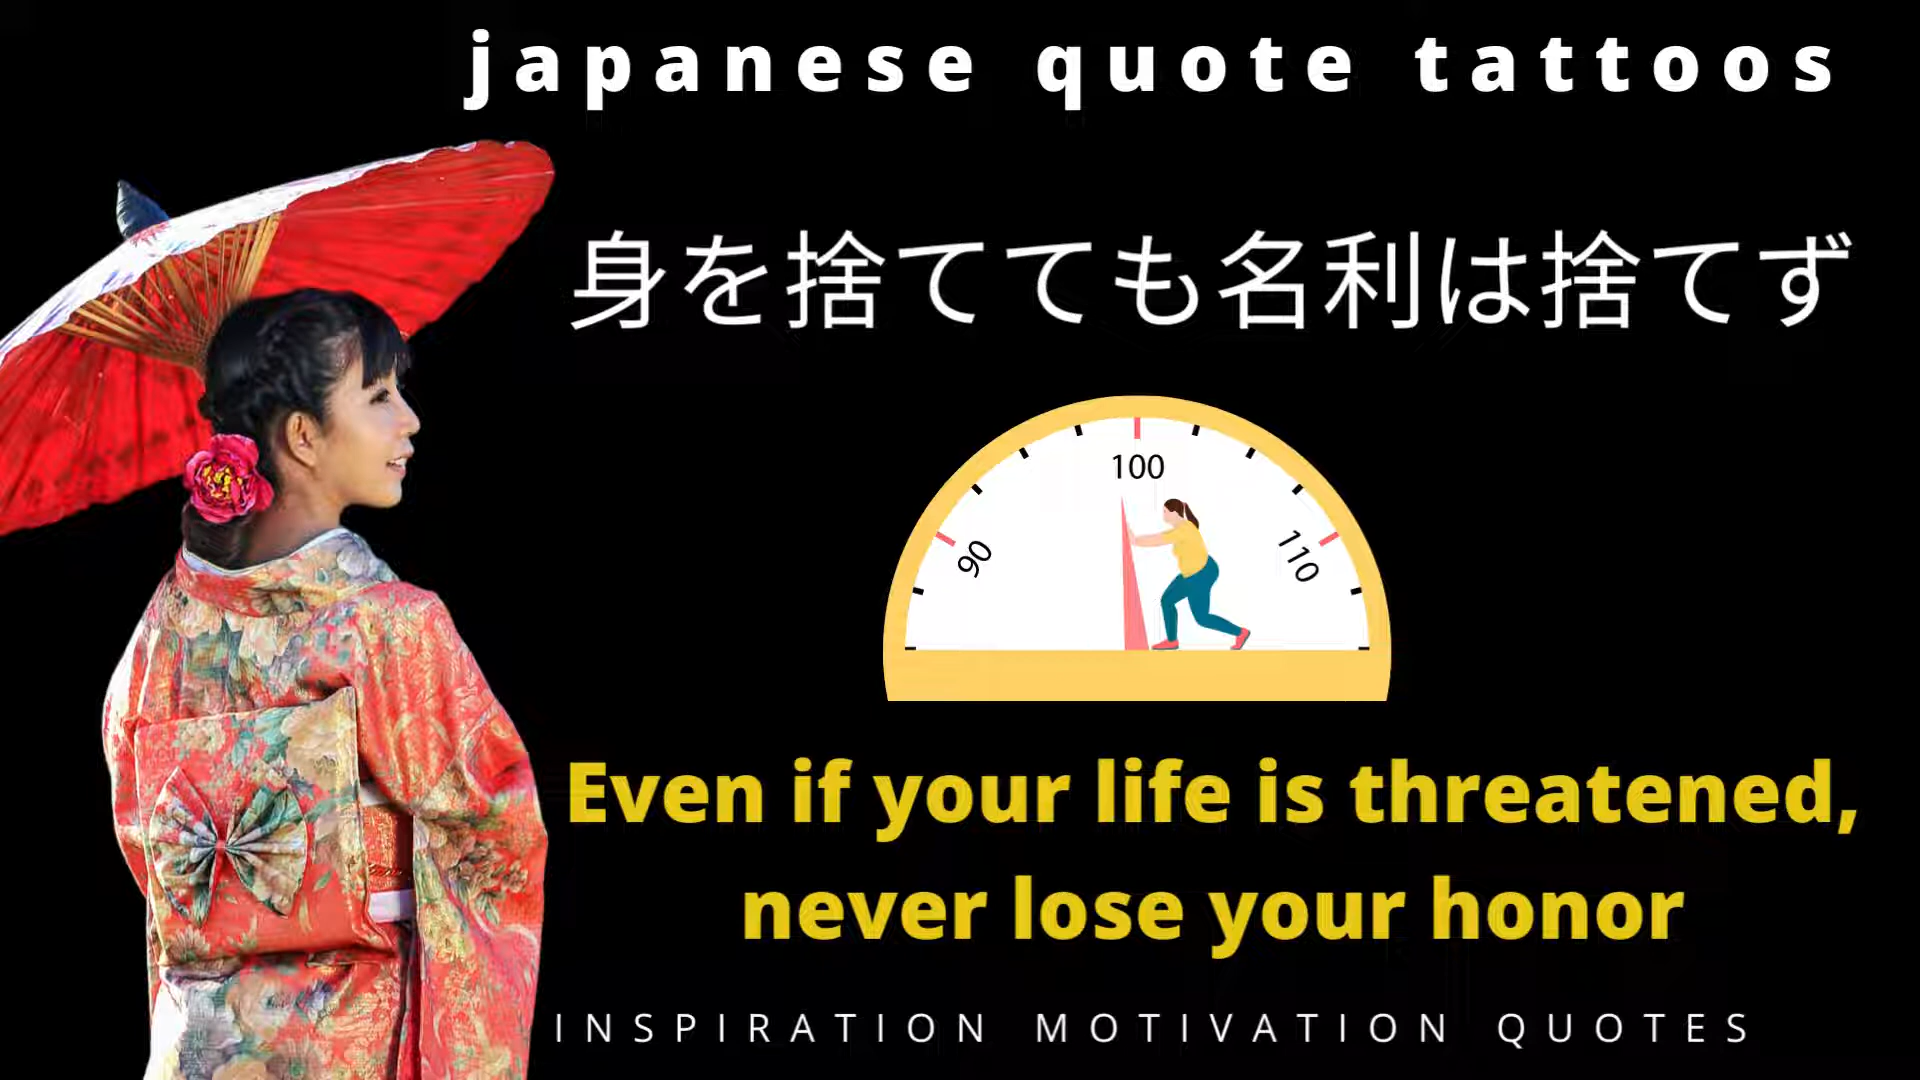 japanese quote tattoos
身を捨てても名利は捨てず
100
90
110
Even if your life is threatened,
never lose your honor
INSPIRATION MOTIVATION QUOTES